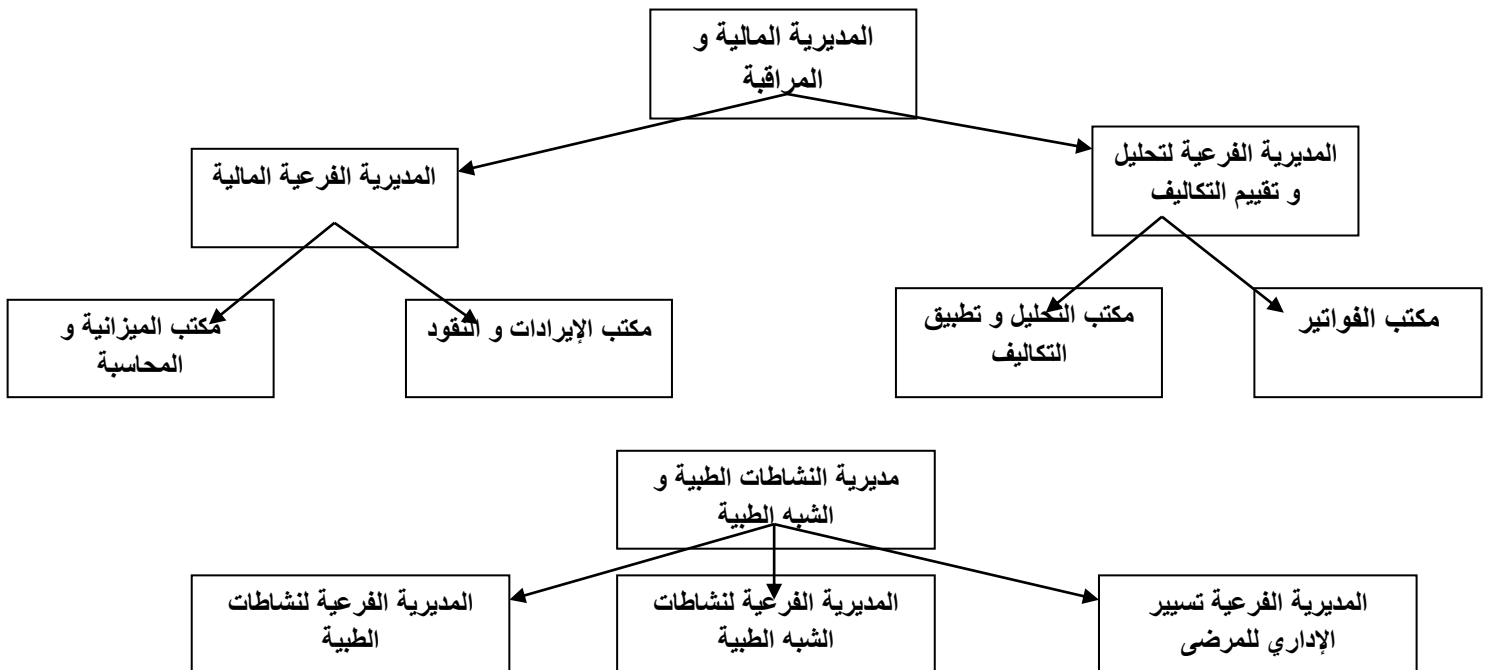 المديرية المالية و
المراقبة
المديرية الفرعية لتحليل
و تقييم التكاليف
المديرية الفرعية المالية
مكتب الفواتير
مكتب التحليل و تطبيق
التكاليف
مكتب الإيرادات و النقود
مكتب الميزانية و
المحاسبة
مديرية النشاطات الطبية و
الشبه الطبية
المديرية الفرعية تسيير
الإداري للمرضى
المديرية الفرعية لنشاطات
الشبه الطبية
المديرية الفرعية لنشاطات
الطبية